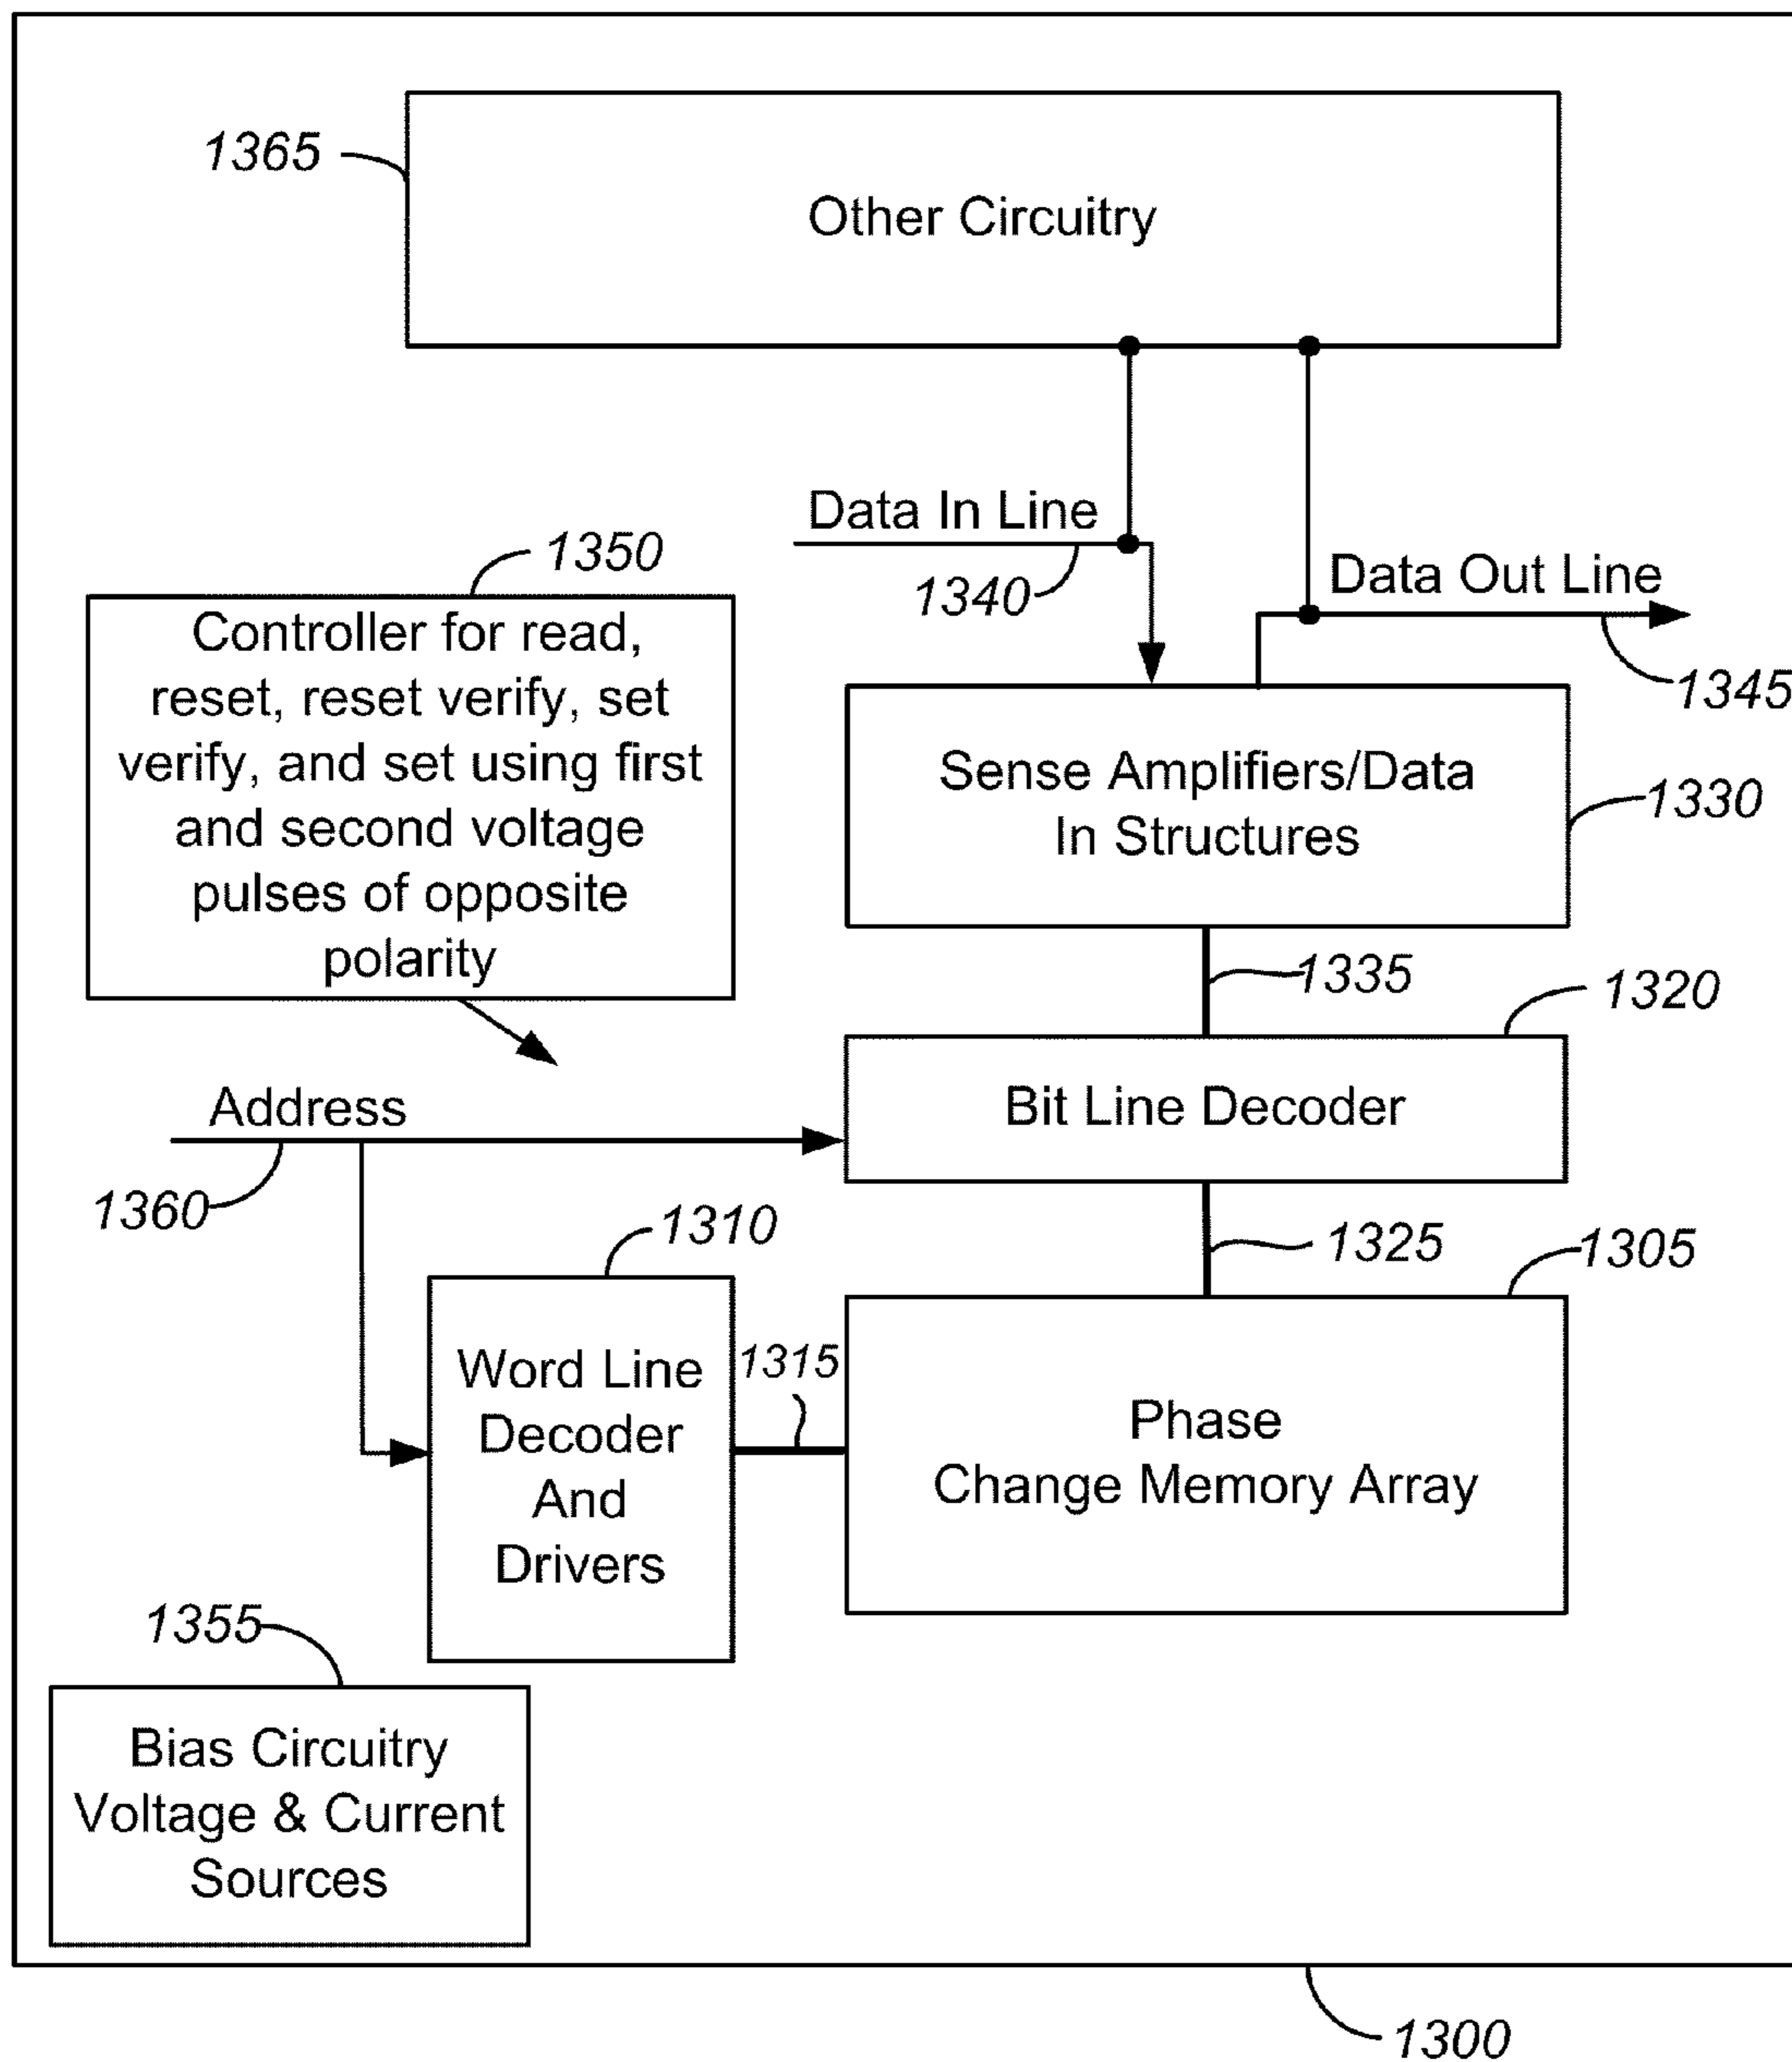 1365
Other Circuitry
Data In Line
1340
Data Out Line
1345
1350
Controller for read,
reset, reset verify, set
verify, and set using first
and second voltage
pulses of opposite
polarity
Sense Amplifiers/Data
In Structures
1330
1335
1320
Bit Line Decoder
Address
1360
1310
1325
1305
Word Line
Decoder
And
Drivers
1315
Phase
Change Memory Array
1355
Bias Circuitry
Voltage & Current
Sources
1300